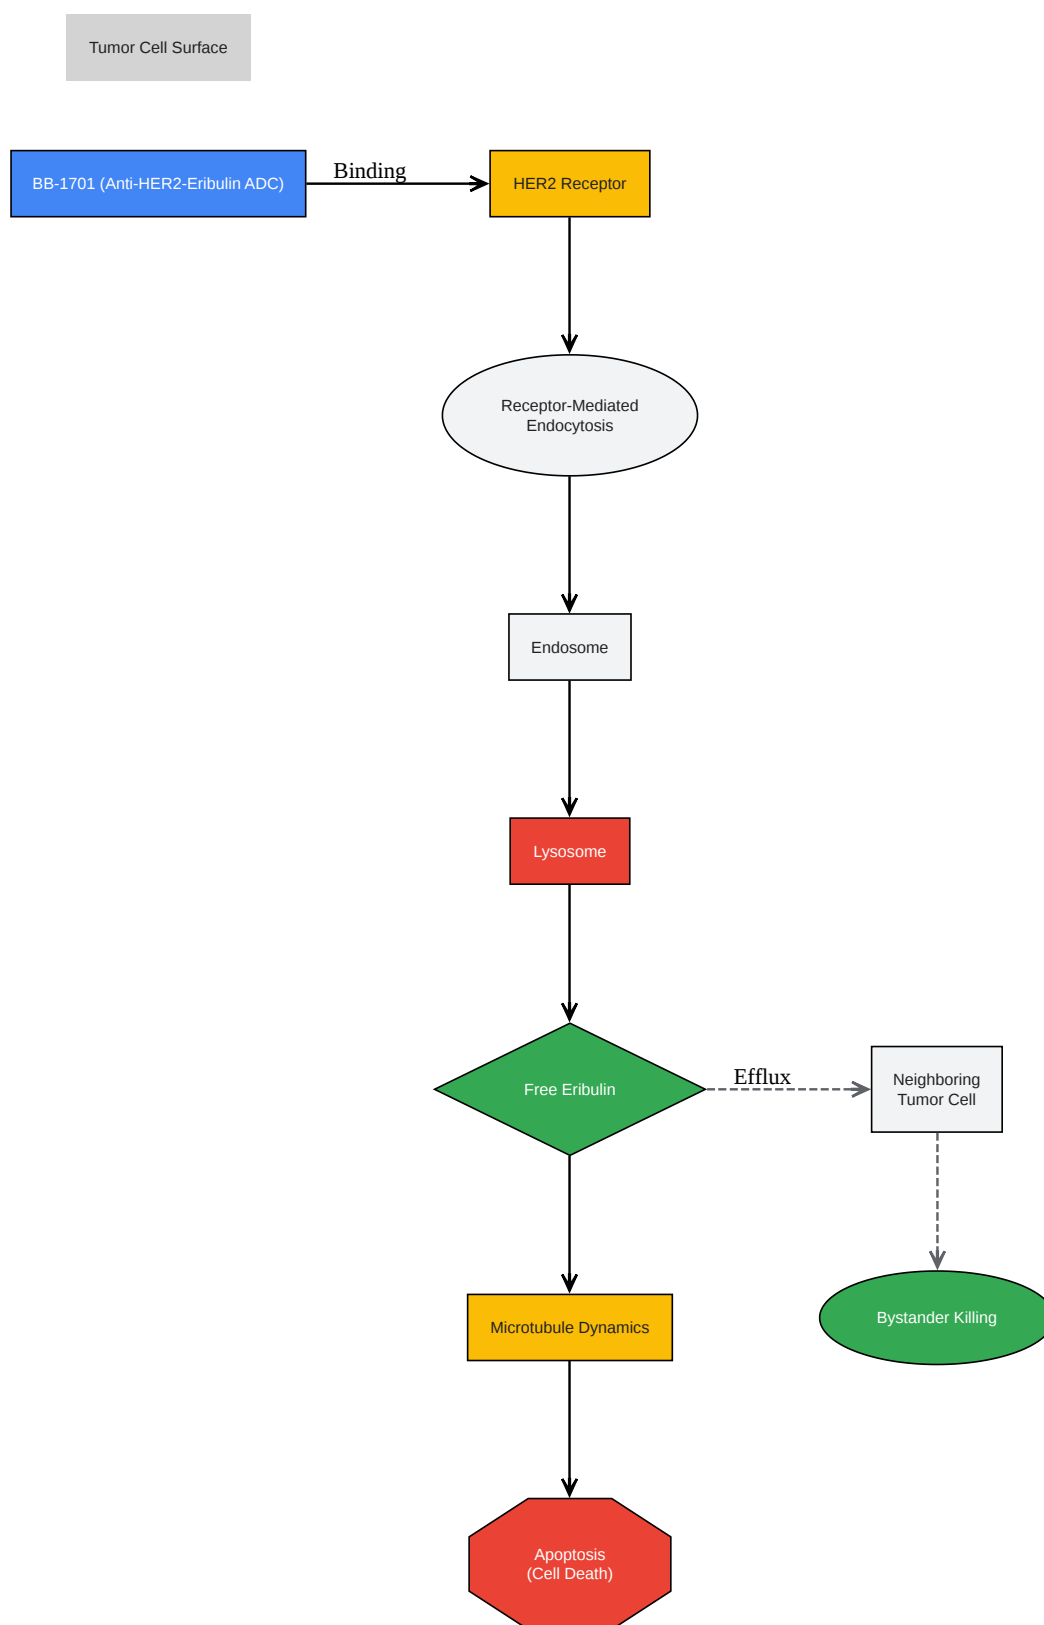 Tumor Cell Surface
BB-1701 (Anti-HER2-Eribulin ADC)
Binding
HER2 Receptor
Receptor-Mediated
Endocytosis
Endosome
Lysosome
Free Eribulin
Efflux
Neighboring
Tumor Cell
Microtubule Dynamics
Bystander Killing
Apoptosis
(Cell Death)